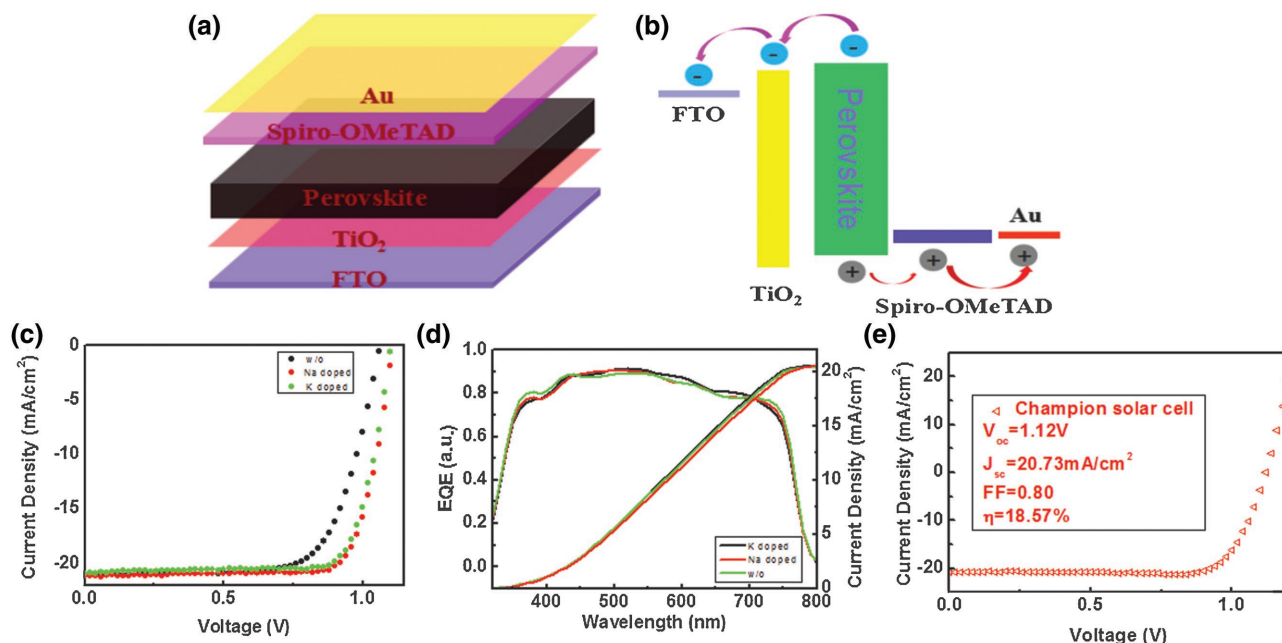 (a)
Au
Spiro-OMeTAD
Perovskite
TiO₂
FTO
(b)
-
-
-
FTO
Perovskite
Au
+
+
+
TiO₂
Spiro-OMeTAD
(c)
0
-5
-10
-15
-20
Current Density (mA/cm²)
w/o
Na doped
K doped
0.0
0.5
1.0
Voltage (V)
(d)
1.0
0.8
0.6
0.4
0.2
0.0
EQE (a.u.)
20
15
10
5
0
Current Density (mA/cm²)
K doped
Na doped
w/o
400
500
600
700
800
Wavelength (nm)
(e)
20
10
0
-10
-20
Current Density (mA/cm²)
Champion solar cell
Voc=1.12V
Jsc=20.73mA/cm²
FF=0.80
η=18.57%
0.0
0.5
1.0
Voltage (V)